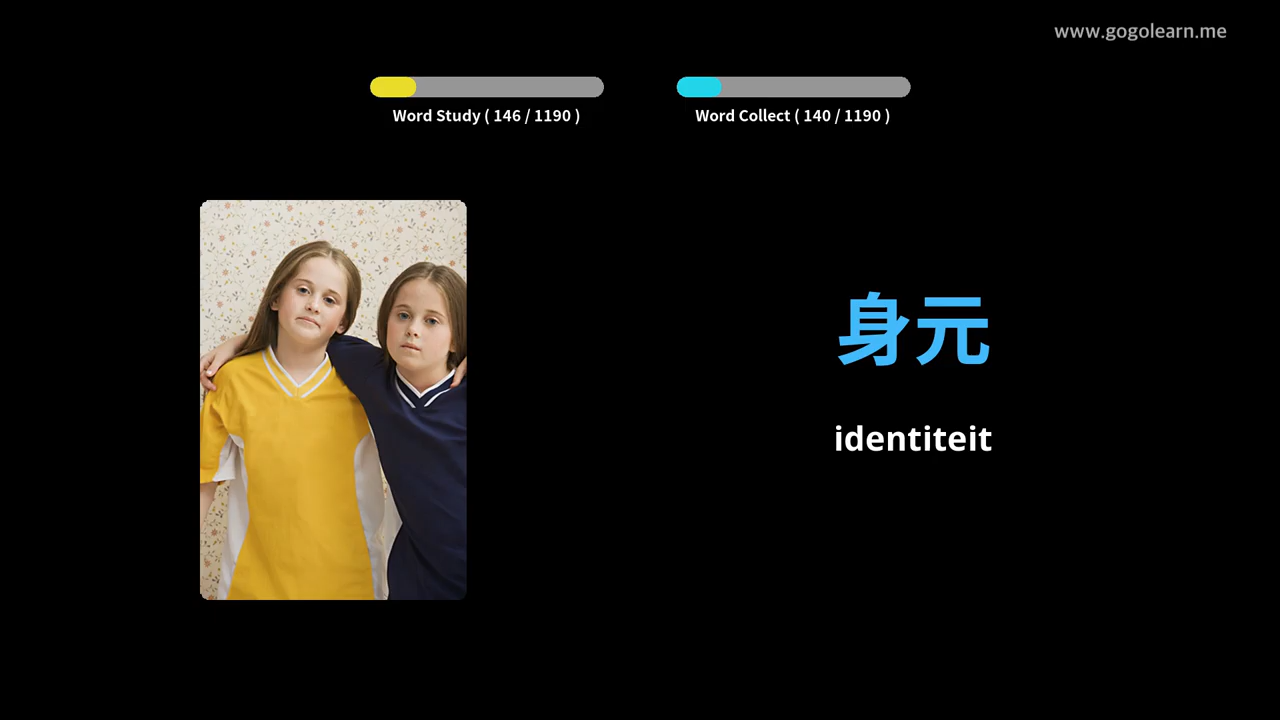 www.gogolearn.me
Word Study ( 146 / 1190 )
Word Collect ( 140 / 1190 )
身元
identiteit